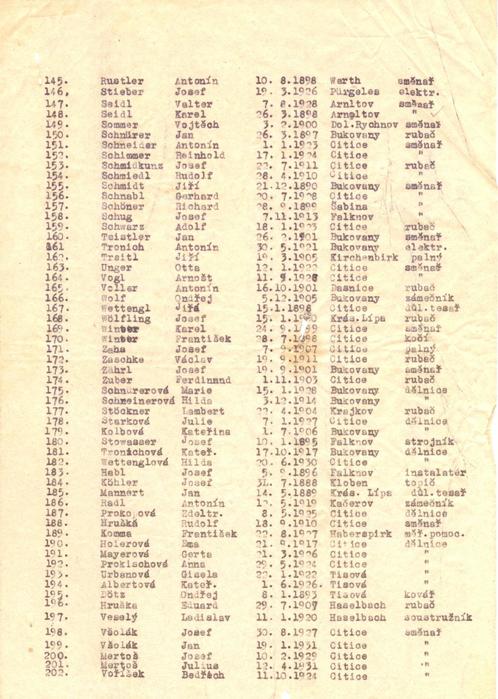 145. Rustler Antonín 10. 8.1898 Warth směnař
146, Stieber Josef 19. 3.1926 Pürgeles elektr.
147. Seidl Valter 7. 8.1928 Arnltov směnař
148. Seidl Karel 26. 3.1898 Arneltov "
149. Sommer Vojtěch 3. 2.1900 Dol.Rychnov směnař
150. Schnürer Jan 26. 3.1897 Bukovany rubač
151. Schneider Antonín 1. 1.1923 Citice směnař
152. Schimmer Reinhold 17. 1.1924 Citice "
153. Schmidkunz Josef 23. 7.1911 Citice rubač
154. Schmiedl Rudolf 28. 4.1910 Citice "
155. Schmidt Jiří 21.12.1890 Bukovany směnař
156. Schnabl Gerhard 20. 7.1928 Citice "
157. Schöner Richard 28. 9.1899 Šabina "
158. Schug Josef 7.11.1913 Falknov "
159. Schwarz Adolf 18. 1.1923 Citice rubač
160. Teistler Jan 26. 2.1901 Bukovany směnař
161 Tronich Antonín 30. 5.1921 Bukovany elektr.
162. Treitl Jiří 19. 3.1905 Kirchenbirk palný
163. Unger Otta 12. 1.1922 Citice směnař
164. Vogl Arnošt 11. 9.1928 Citice "
165. Voller Antonín 16.10.1901 Dasnice rubač
166. Wolf Ondřej 5.12.1905 Bukovany zámečník
167. Wettengl Jiří 15.1.1898 Citice důl.tesař
168. Wölfling Josef 15. 1.1900 Krás.Lípa rubač
169. Winter Karel 24. 9. Citice směnař
170. Winter František 28. 7.1898 Citice kočí
171. Zehs Josef 7. 9.1907 Citice palný
172. Zaschke Václav 19. 9.1911 Citice rubač
173. Zährl Josef 19. 9.1901 Bukovany směnař
174. Zuber Ferdinand 1.11.1903 Citice rubač
175. Schnurerová Marie 15. 1.1928 Bukovany dělnice
176. Schreinerová Hilda 3.12.1914 Bukovany "
177. Stöckner Lambert 22. 4.1904 Krajkov rubač
178. Starková Julie 7. 1.1927 Citice dělnice
179. Kolbová Kateřina 1. 7.1906 Bukovany "
180. Stowasser Josef 10. 1.1895 Falknov strojník
181. Tronichová Kateř. 17.10.1917 Bukovany dělnice
182. Wettenglová Hilda 20. 6.1930 Citice "
183. Habl Josef 5. 9.1896 Falknov instalatér
184. Köhler Josef 31. 7.1888 Kloben topič
185. Mannert Jan 14. 5.1889 Krás. Lípa důl.tesař
186. Radl Antonín 12. 5.1919 Kačerov zámečník
187. Prokopová Edeltr. 8. 5.1925 Citice dělnice
188. Hruška Rudolf 18. 9.1910 Citice směnař
189. Komma František 22. 8.1927 Haberspirk měř.pomoc.
190. Hoierová Ema 21. 9.1917 Citice dělnice
191. Mayerová Gerta 21. 3.1926 Citice "
192. Prokischová Anna 29. 5.1924 Citice "
193. Urbanová Gisela 22. 1.1922 Tisová "
194. Albertová Kateř. 1. 6.1926. Tisová "
195. Götz Ondřej 8. 1.1893 Tisová kovář
196. Hruška Eduard 29. 7.1907 Haselbach rubač
197. Veselý Ladislav 11. 1.1920 Haselbach soustružník
198. Všolák Josef 30. 8.1927 Citice směnař
199. Všolák Jan 19. 1.1931 Citice "
200. Mertoš Josef 10. 2.1929 Citice "
201. Mertoš Julius 12. 4.1931 Citice "
202. Voříšek Bedřich 11.10.1924 Citice "